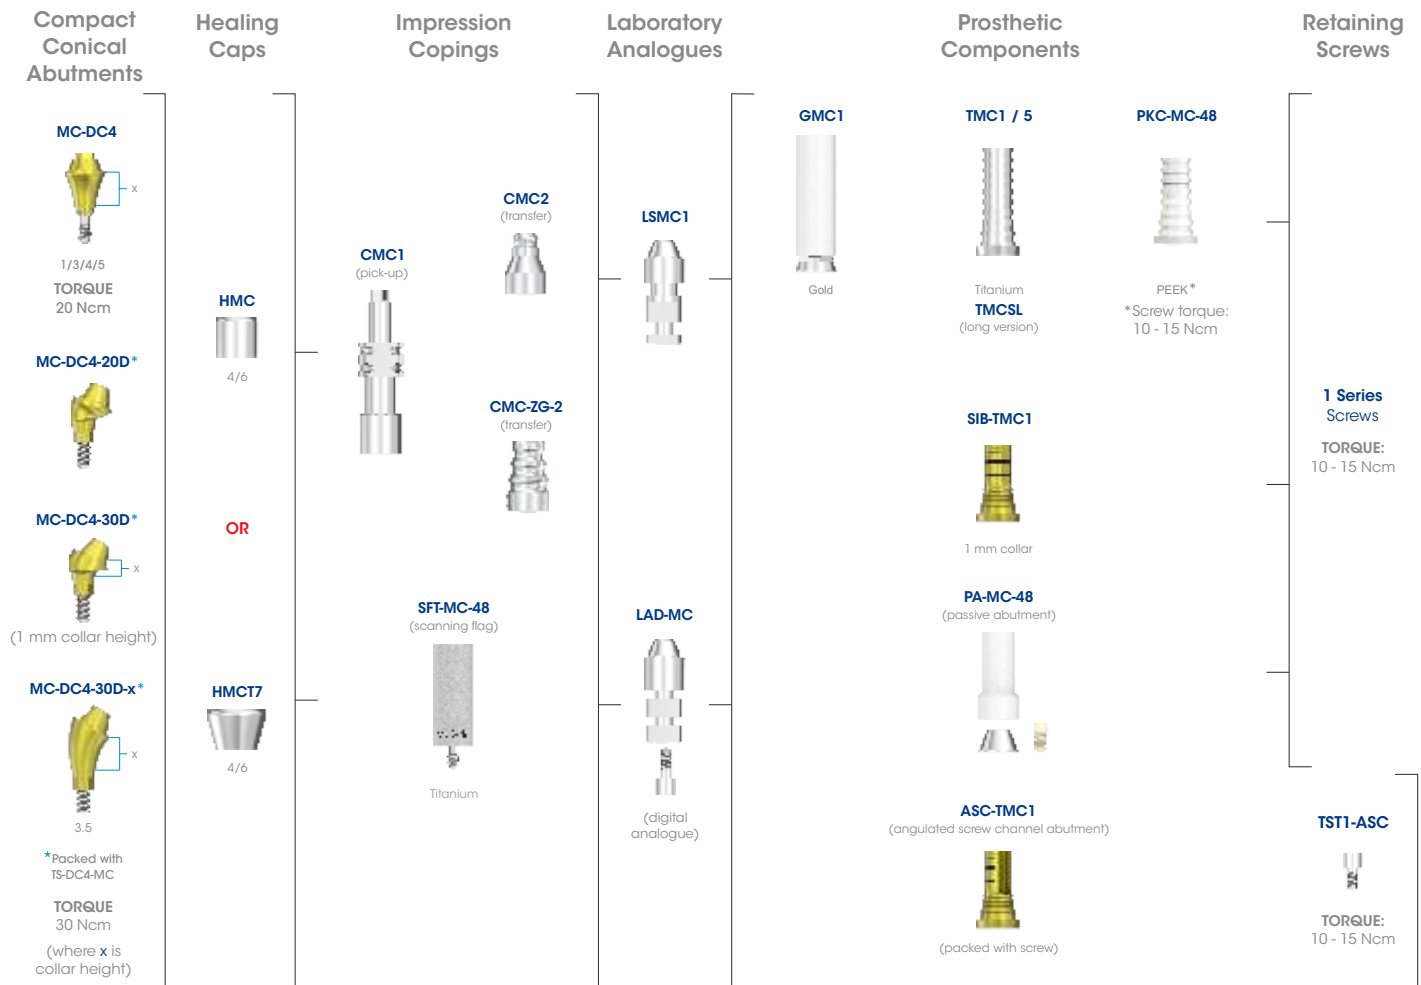 Compact
Conical
Abutments
Healing
Caps
Impression
Copings
Laboratory
Analogues
Prosthetic
Components
Retaining
Screws
MC-DC4
x
1/3/4/5
TORQUE
20 Ncm
MC-DC4-20D*
MC-DC4-30D*
x
(1 mm collar height)
MC-DC4-30D-x*
x
3.5
*Packed with
TS-DC4-MC
TORQUE
30 Ncm
(where x is
collar height)
HMC
4/6
OR
HMCT7
4/6
CMC1
(pick-up)
CMC2
(transfer)
CMC-ZG-2
(transfer)
SFT-MC-48
(scanning flag)
Titanium
LSMC1
LAD-MC
(digital
analogue)
GMC1
Gold
TMC1 / 5
Titanium
TMCSL
(long version)
PKC-MC-48
PEEK*
*Screw torque:
10 - 15 Ncm
SIB-TMC1
1 mm collar
PA-MC-48
(passive abutment)
ASC-TMC1
(angulated screw channel abutment)
(packed with screw)
1 Series
Screws
TORQUE:
10 - 15 Ncm
TST1-ASC
TORQUE:
10 - 15 Ncm